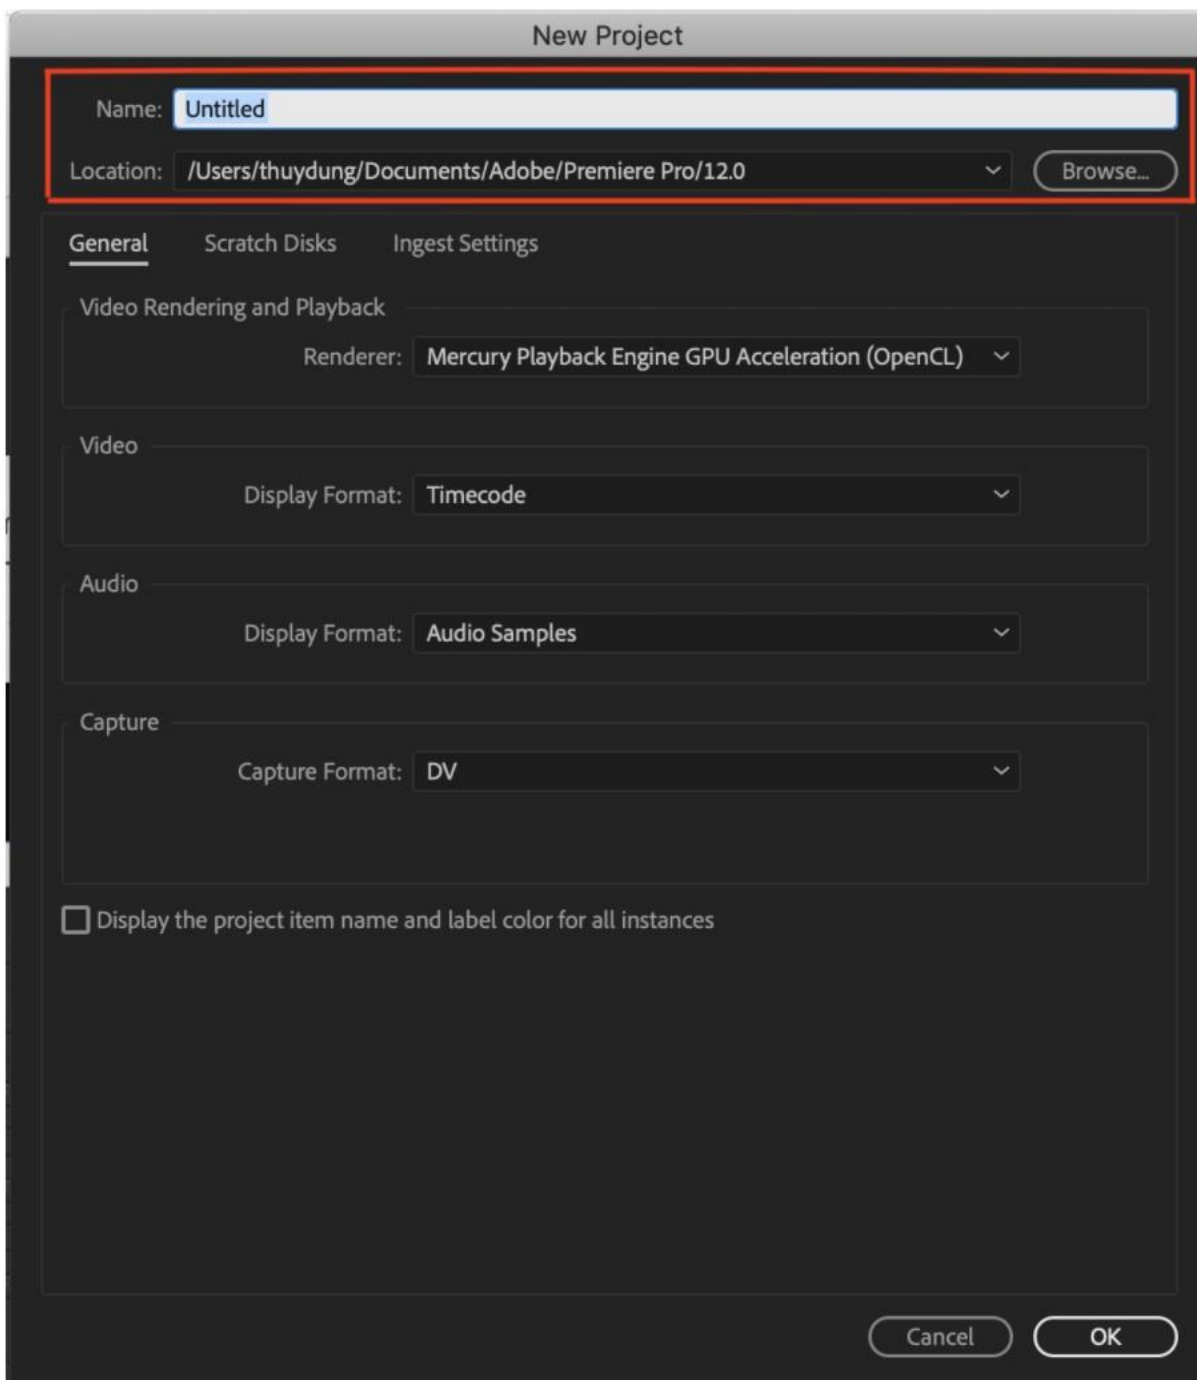 New Project
Name: Untitled
Location: /Users/thuydung/Documents/Adobe/Premiere Pro/12.0 Browse...
General Scratch Disks Ingest Settings
Video Rendering and Playback
Renderer: Mercury Playback Engine GPU Acceleration (OpenCL)
Video
Display Format: Timecode
Audio
Display Format: Audio Samples
Capture
Capture Format: DV
Display the project item name and label color for all instances
Cancel OK